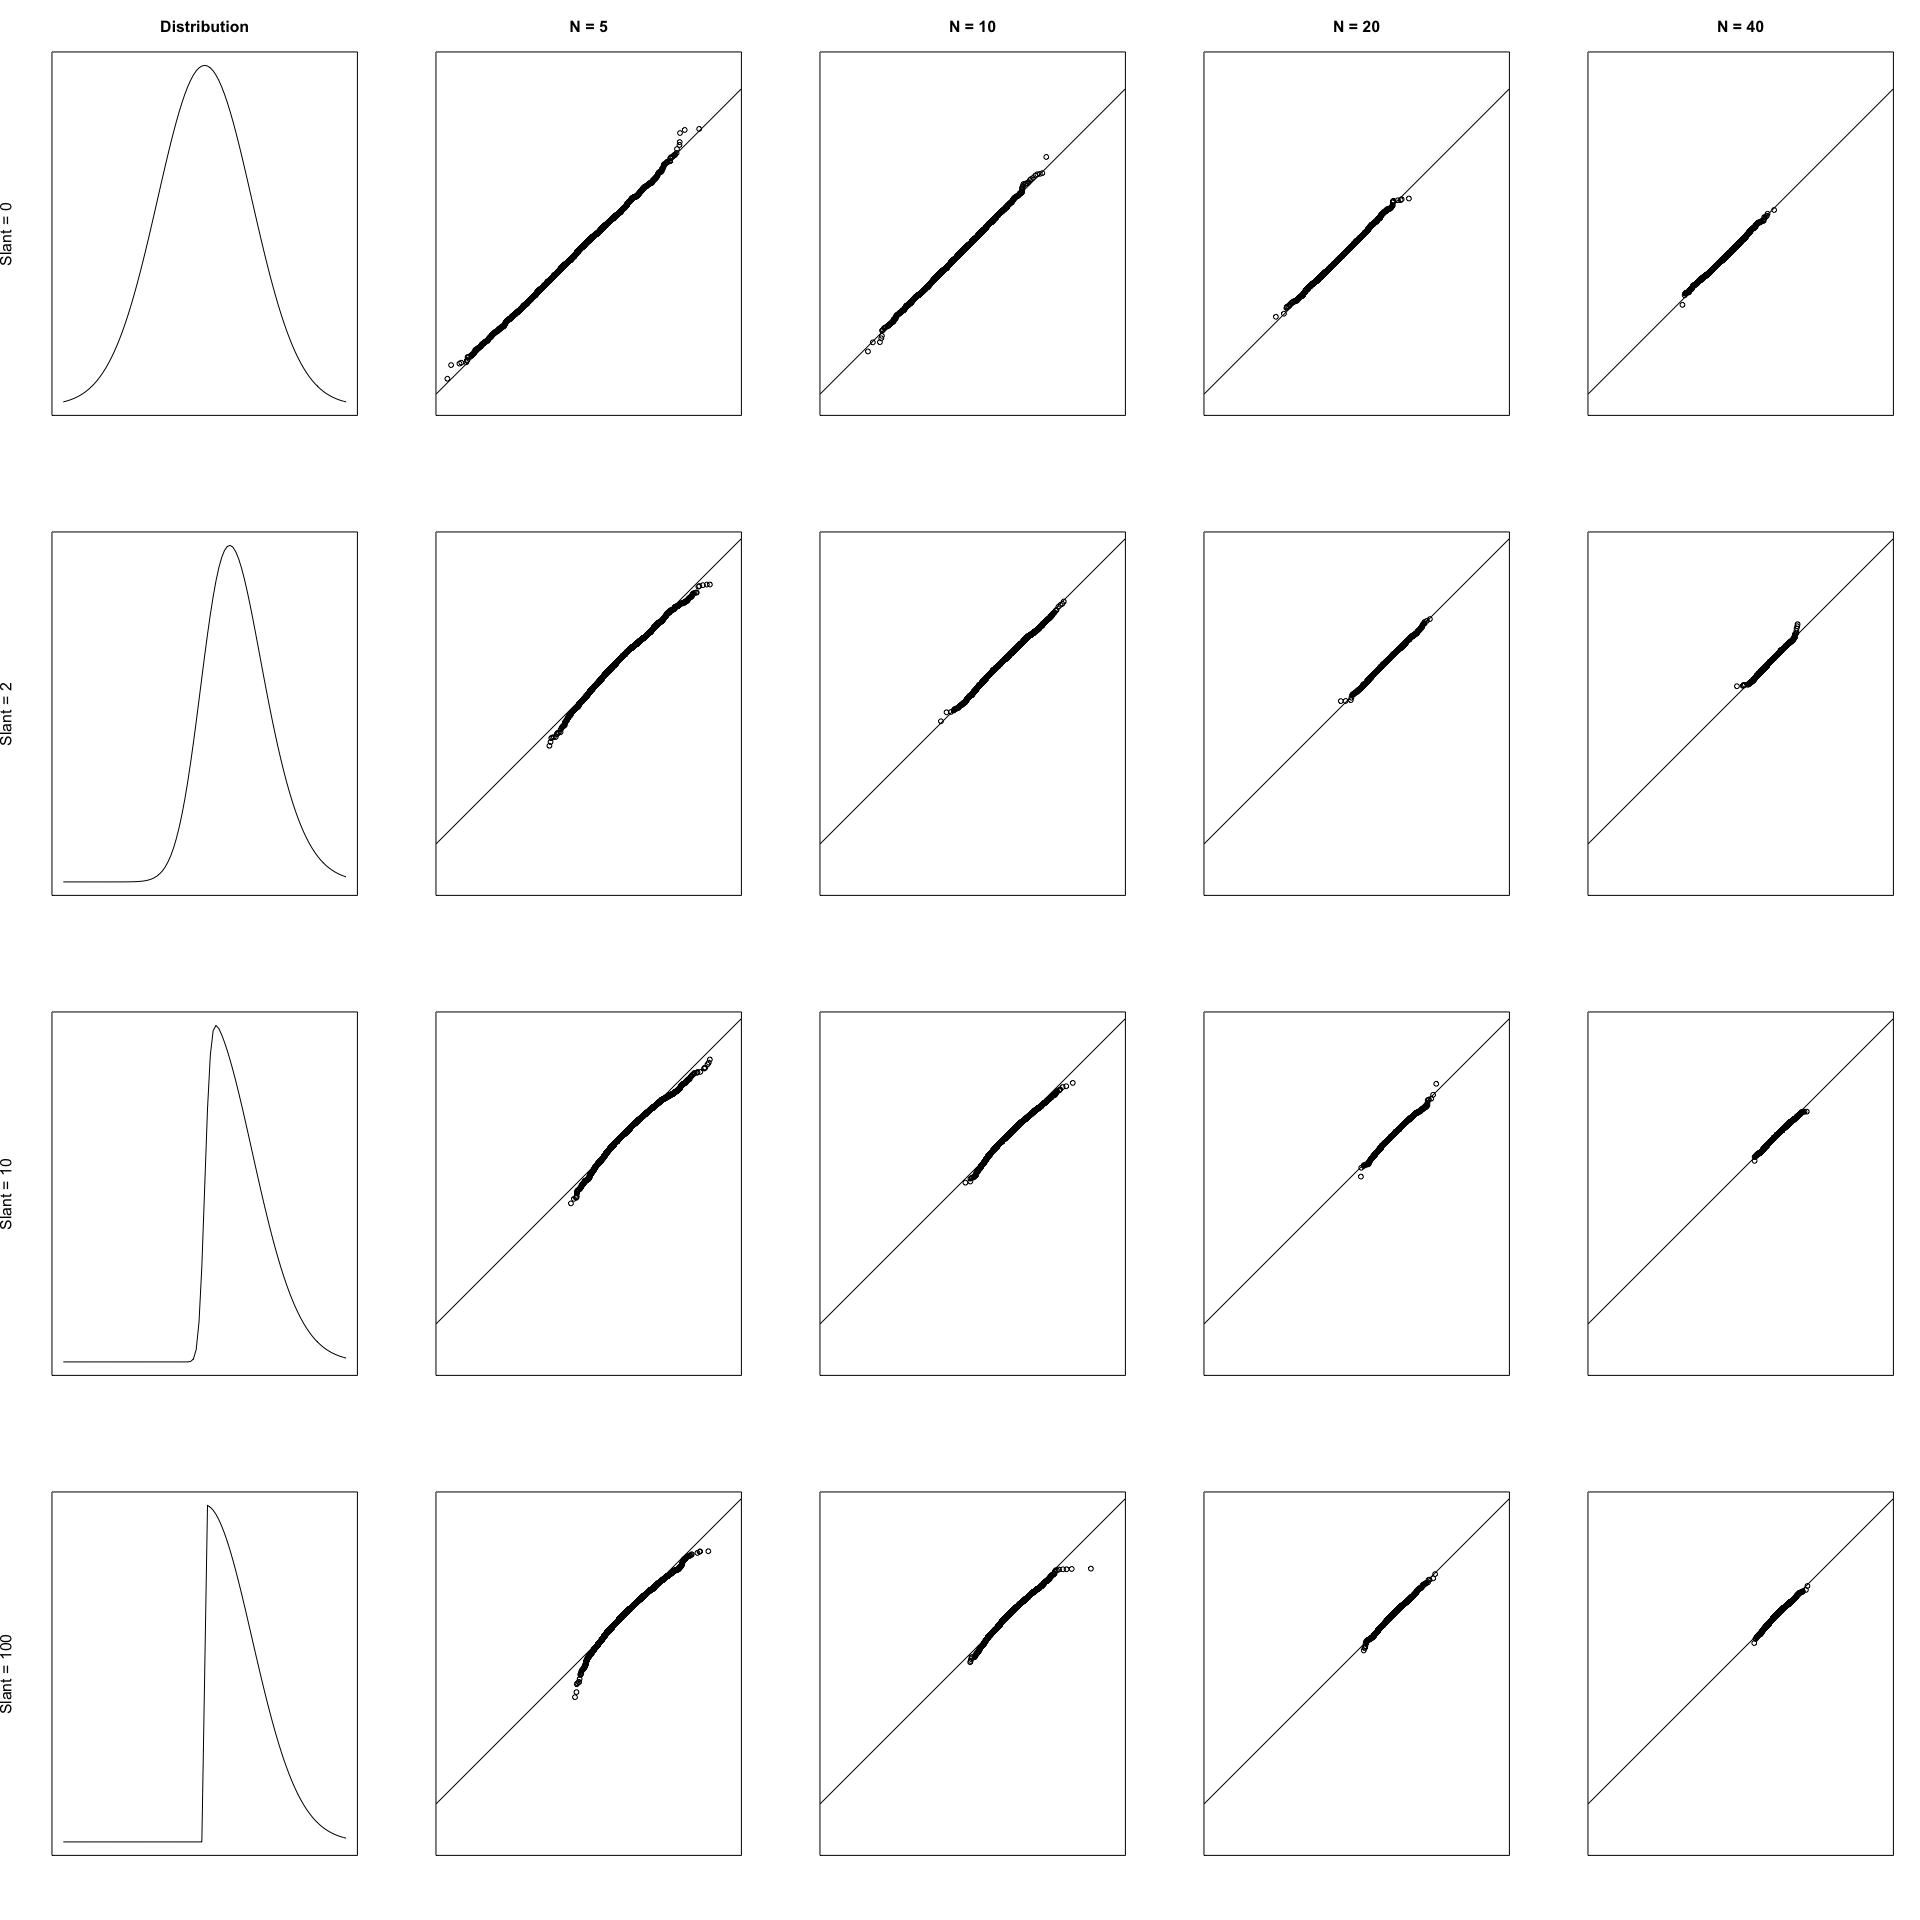 Distribution
N = 5
N = 10
N = 20
N = 40
Slant = 0
Slant = 2
Slant = 10
Slant = 100